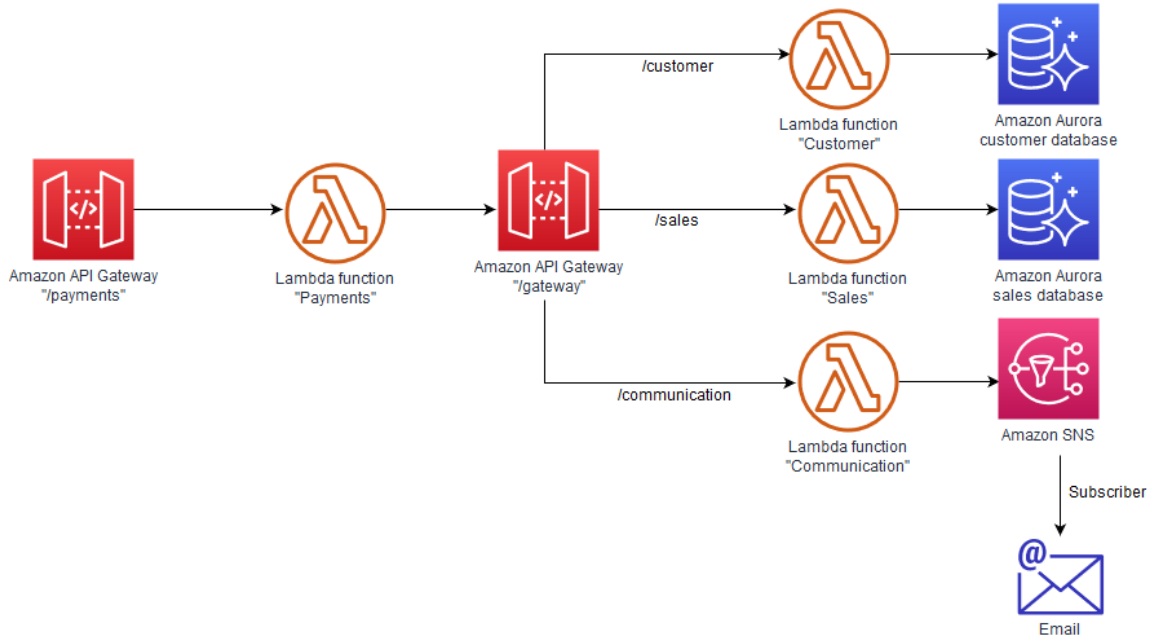 /customer
Lambda function
"Customer"
Amazon Aurora
customer database
</>
Amazon API Gateway
"/payments"
Lambda function
"Payments"
</>
Amazon API Gateway
"/gateway"
/sales
Lambda function
"Sales"
Amazon Aurora
sales database
/communication
Lambda function
"Communication"
Amazon SNS
Subscriber
@
Email